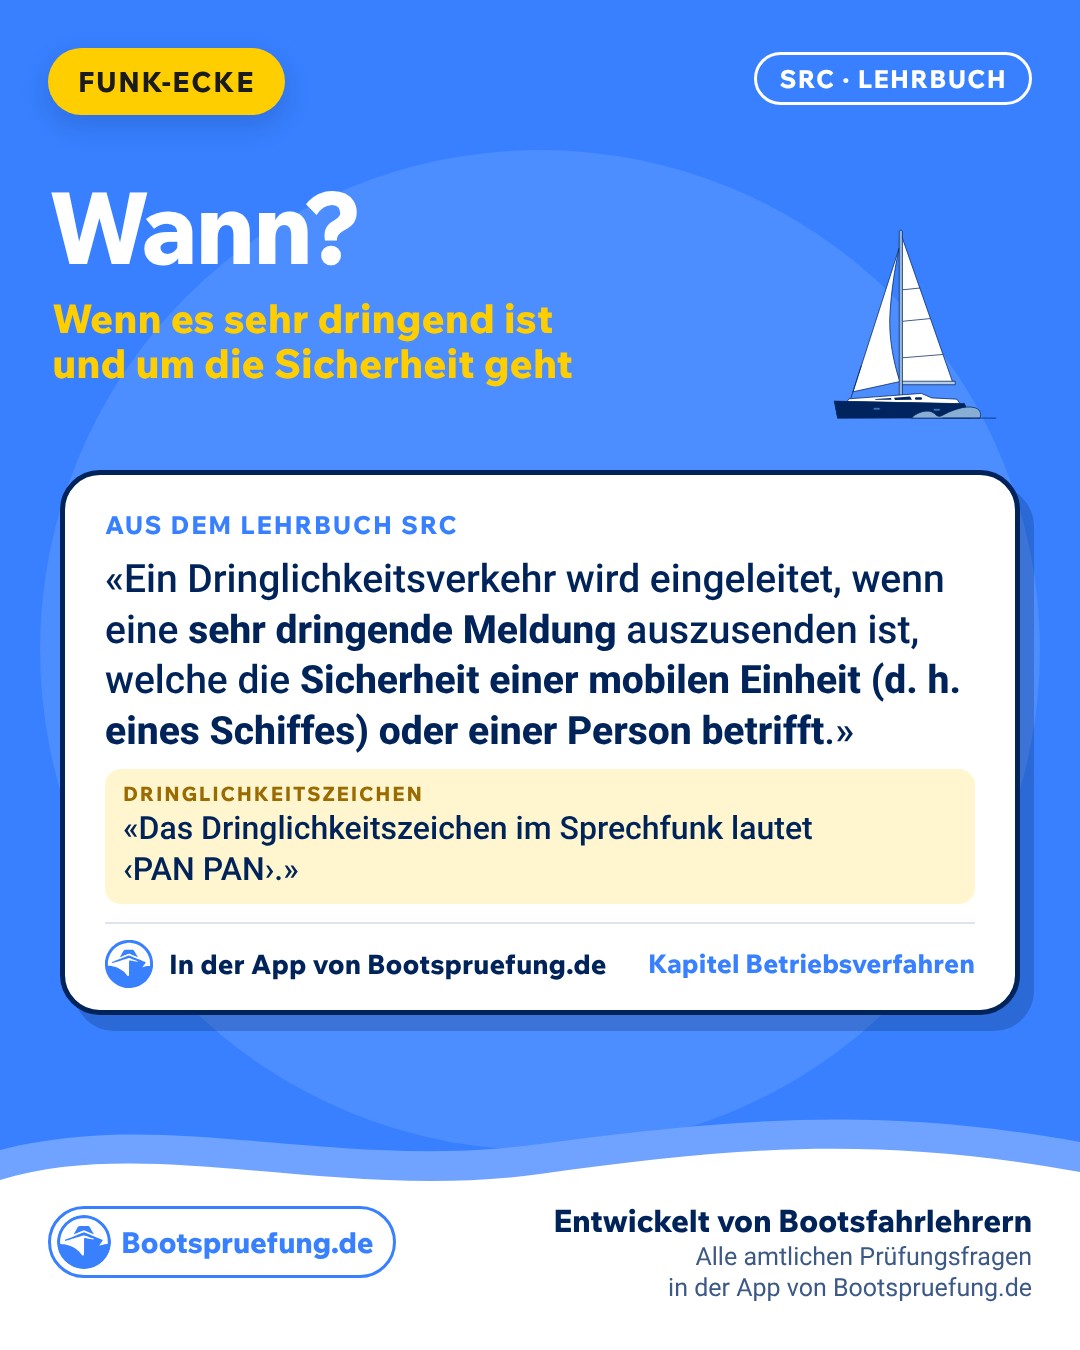 FUNK-ECKE
SRC · LEHRBUCH
Wann?
Wenn es sehr dringend ist
und um die Sicherheit geht
AUS DEM LEHRBUCH SRC
«Ein Dringlichkeitsverkehr wird eingeleitet, wenn
eine sehr dringende Meldung auszusenden ist,
welche die Sicherheit einer mobilen Einheit (d. h.
eines Schiffes) oder einer Person betrifft.»
DRINGLICHKEITSZEICHEN
«Das Dringlichkeitszeichen im Sprechfunk lautet
‹PAN PAN›.»
In der App von Bootspruefung.de
Kapitel Betriebsverfahren
Bootspruefung.de
Entwickelt von Bootsfahrlehrern
Alle amtlichen Prüfungsfragen
in der App von Bootspruefung.de